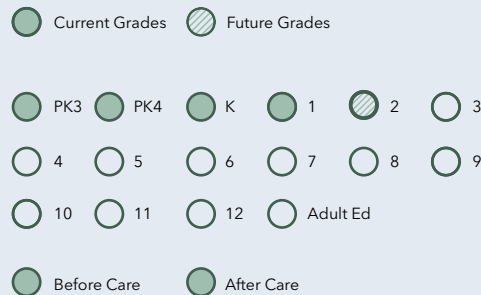 Current Grades Future Grades
PK3 PK4 K 1 2 3
4 5 6 7 8 9
10 11 12 Adult Ed
Before Care After Care